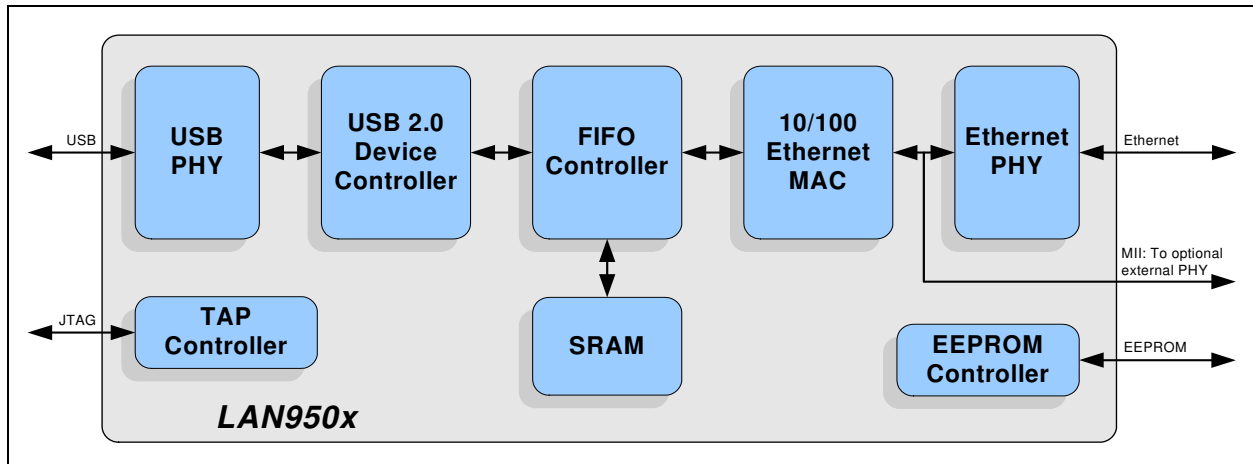 USB
USB
PHY
USB 2.0
Device
Controller
FIFO
Controller
10/100
Ethernet
MAC
Ethernet
PHY
Ethernet
MII: To optional
external PHY
JTAG
TAP
Controller
SRAM
EEPROM
Controller
EEPROM
LAN950x